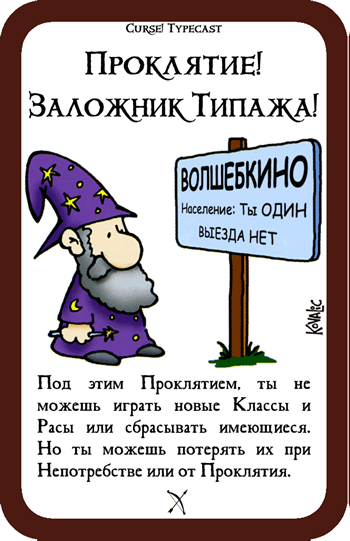 Curse! Typecast
Проклятие!
Заложник Типажа!
ВОЛШЕБКИНО
Население: Ты ОДИН
ВЫЕЗДА НЕТ
Kovalic
Под этим Проклятием, ты не
можешь играть новые Классы и
Расы или сбрасывать имеющиеся.
Но ты можешь потерять их при
Непотребстве или от Проклятия.